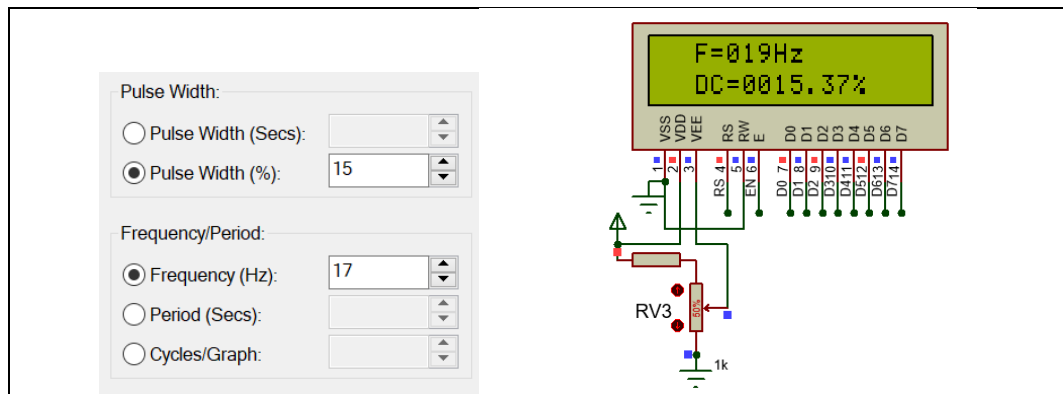 Pulse Width:
Pulse Width (Secs):
Pulse Width (%): 15
Frequency/Period:
Frequency (Hz): 17
Period (Secs):
Cycles/Graph:
F=019Hz
DC=0015.37%
VSS VDD VEE RS RW E D0 D1 D2 D3 D4 D5 D6 D7
1 2 3 4 5 6 7 8 9 10 11 12 13 14
RS EN D0 D1 D2 D3 D4 D5 D6 D7
RV3
50%
1k